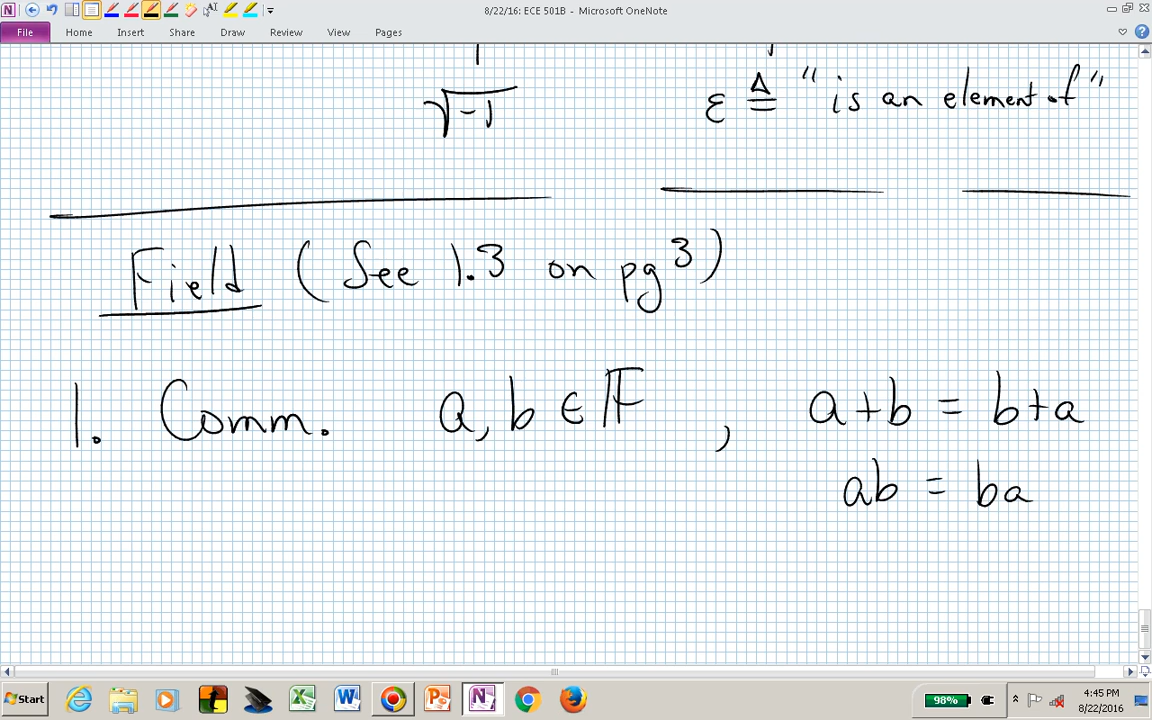 8/22/16: ECE 501B - Microsoft OneNote
File Home Insert Share Draw Review View Pages
√-1
ε ≜ "is an element of"
Field (See 1.3 on pg 3)
1. Comm. a, b ∈ 𝔽 , a+b = b+a
ab = ba
Start
98%
4:45 PM
8/22/2016